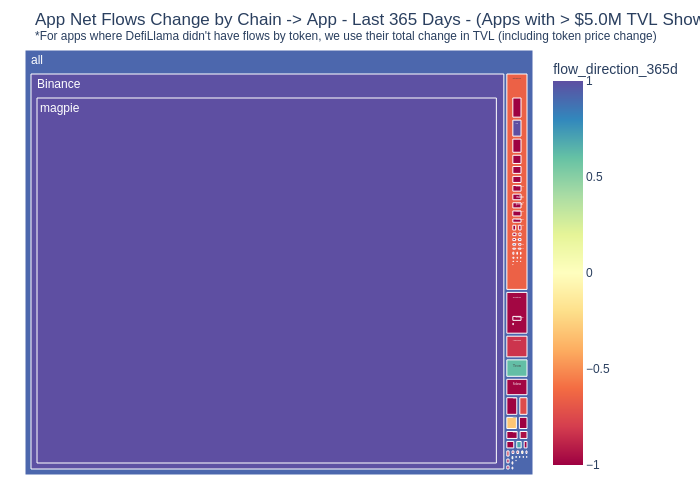 App Net Flows Change by Chain -> App - Last 365 Days - (Apps with > $5.0M TVL Show
*For apps where DefiLlama didn't have flows by token, we use their total change in TVL (including token price change)
all
Binance
magpie
flow_direction_365d
1
0.5
0
−0.5
−1